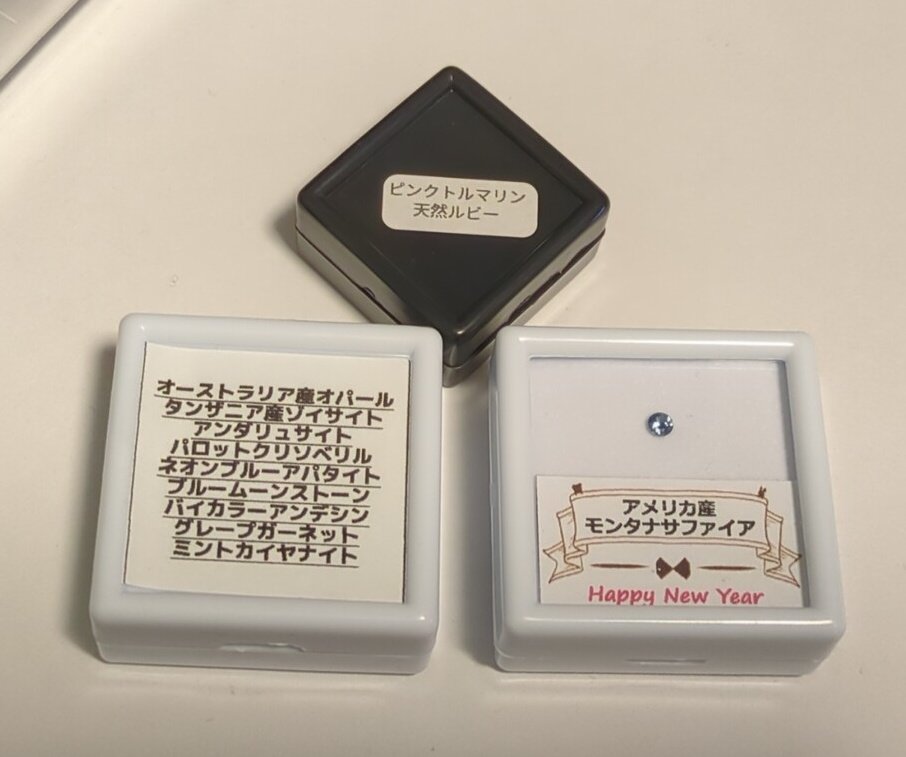 ピンクトルマリン
天然ルビー
オーストラリア産オパール
タンザニア産ゾイサイト
アンダリュサイト
パロットクリソベリル
ネオンブルーアパタイト
ブルームーンストーン
バイカラーアンデシン
グレープガーネット
ミントカイヤナイト
アメリカ産
モンタナサファイア
Happy New Year